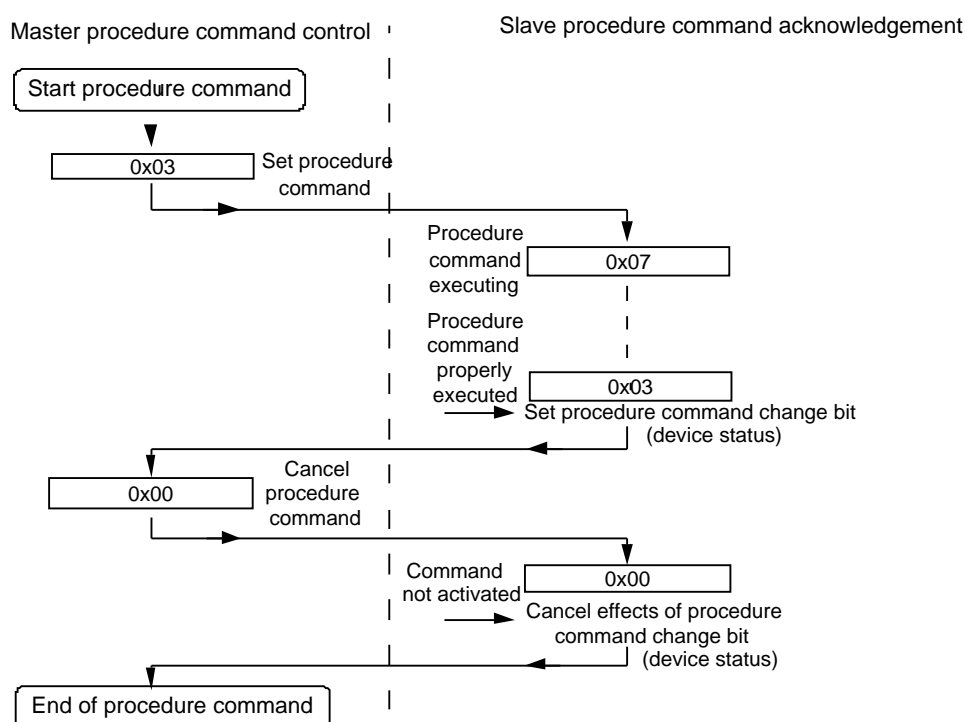 Master procedure command control
Slave procedure command acknowledgement
Start procedure command
0x03
Set procedure
command
Procedure
command
executing
0x07
Procedure
command
properly
executed
0x03
Set procedure command change bit
(device status)
0x00
Cancel
procedure
command
Command
not activated
0x00
Cancel effects of procedure
command change bit
(device status)
End of procedure command